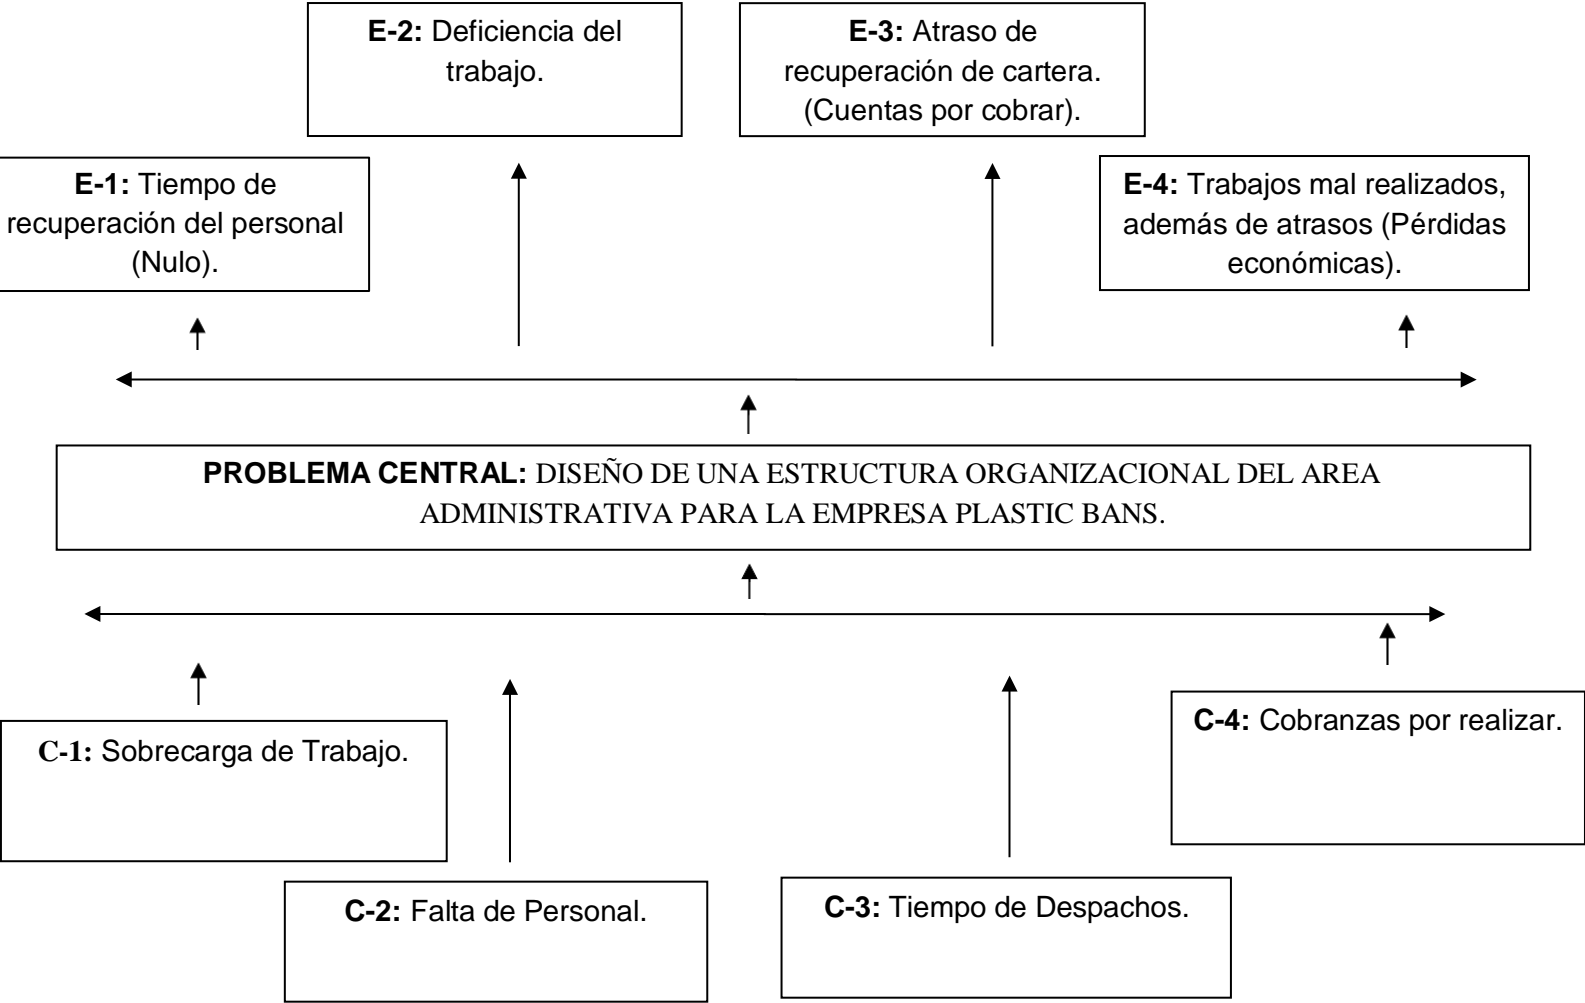 E-2: Deficiencia del
trabajo.
E-3: Atraso de
recuperación de cartera.
(Cuentas por cobrar).
E-1: Tiempo de
recuperación del personal
(Nulo).
E-4: Trabajos mal realizados,
además de atrasos (Pérdidas
económicas).
PROBLEMA CENTRAL: DISEÑO DE UNA ESTRUCTURA ORGANIZACIONAL DEL AREA
ADMINISTRATIVA PARA LA EMPRESA PLASTIC BANS.
C-1: Sobrecarga de Trabajo.
C-4: Cobranzas por realizar.
C-2: Falta de Personal.
C-3: Tiempo de Despachos.